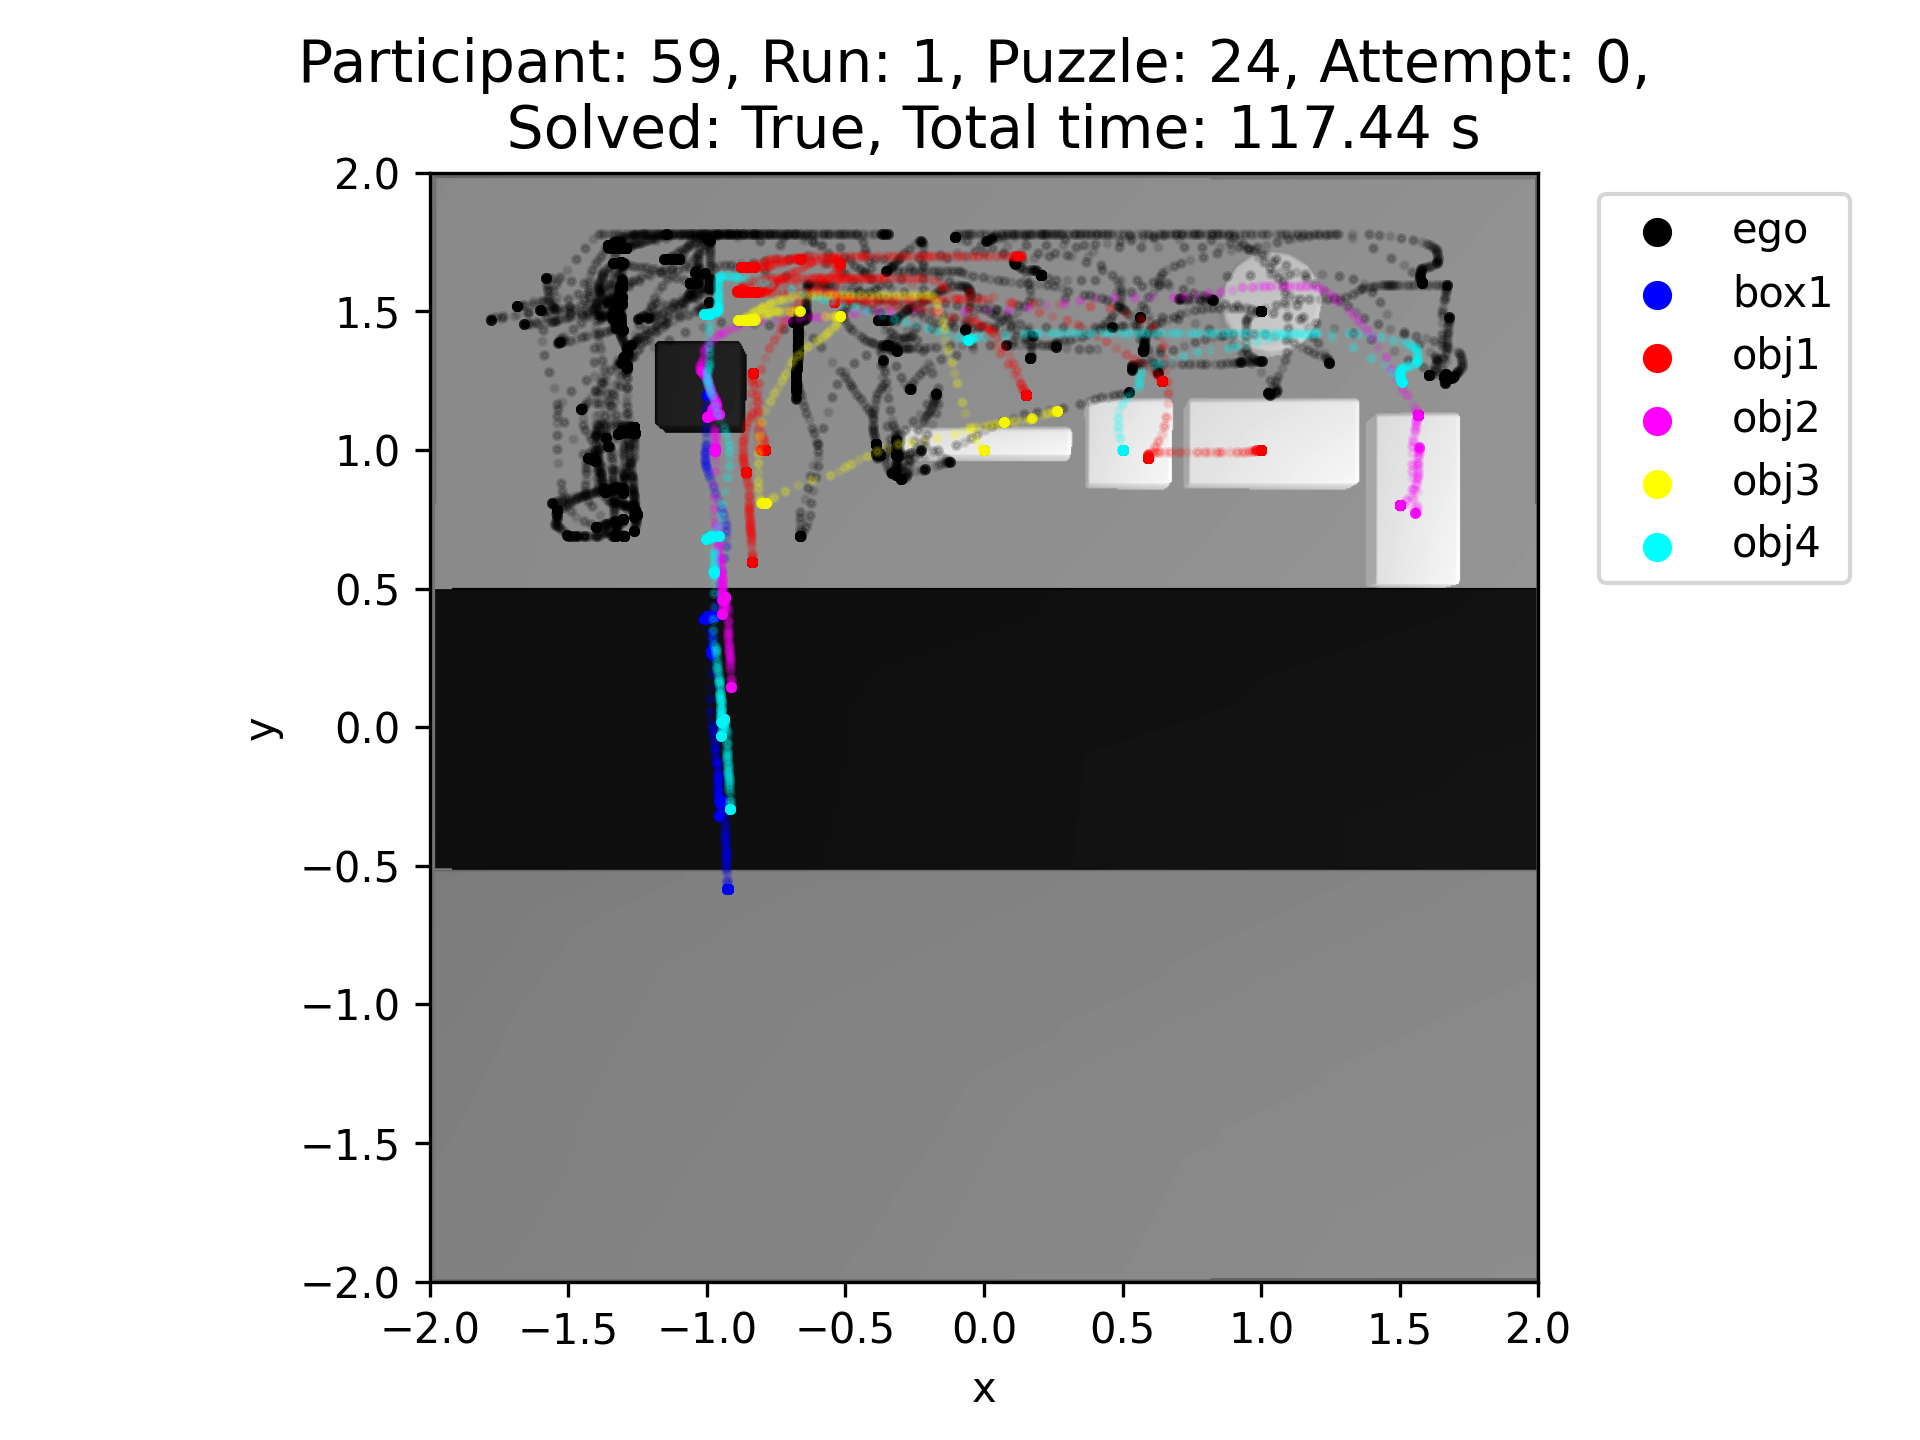 Participant: 59, Run: 1, Puzzle: 24, Attempt: 0,
Solved: True, Total time: 117.44 s
2.0
1.5
1.0
0.5
0.0
−0.5
−1.0
−1.5
−2.0
y
−2.0 −1.5 −1.0 −0.5 0.0 0.5 1.0 1.5 2.0
x
ego
box1
obj1
obj2
obj3
obj4